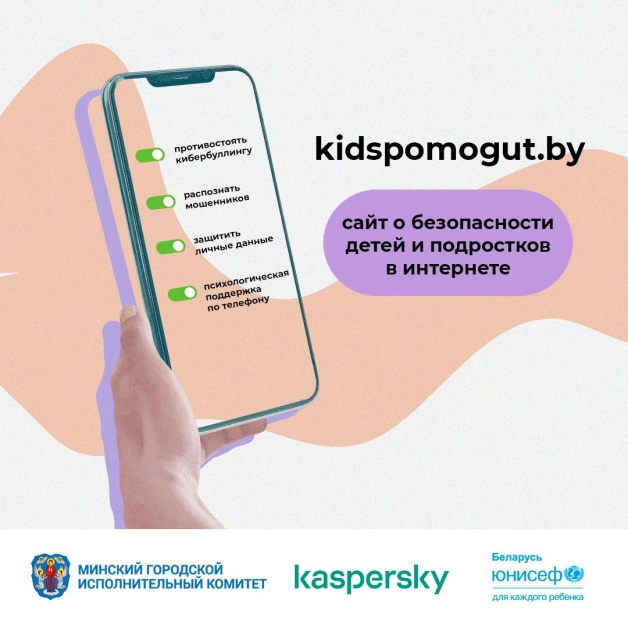 противостоять
кибербуллингу
распознать
мошенников
защитить
личные данные
психологическая
поддержка
по телефону
kidspomogut.by
сайт о безопасности
детей и подростков
в интернете
МИНСКИЙ ГОРОДСКОЙ
ИСПОЛНИТЕЛЬНЫЙ КОМИТЕТ
kaspersky
Беларусь
ЮНИСЕФ
для каждого ребенка